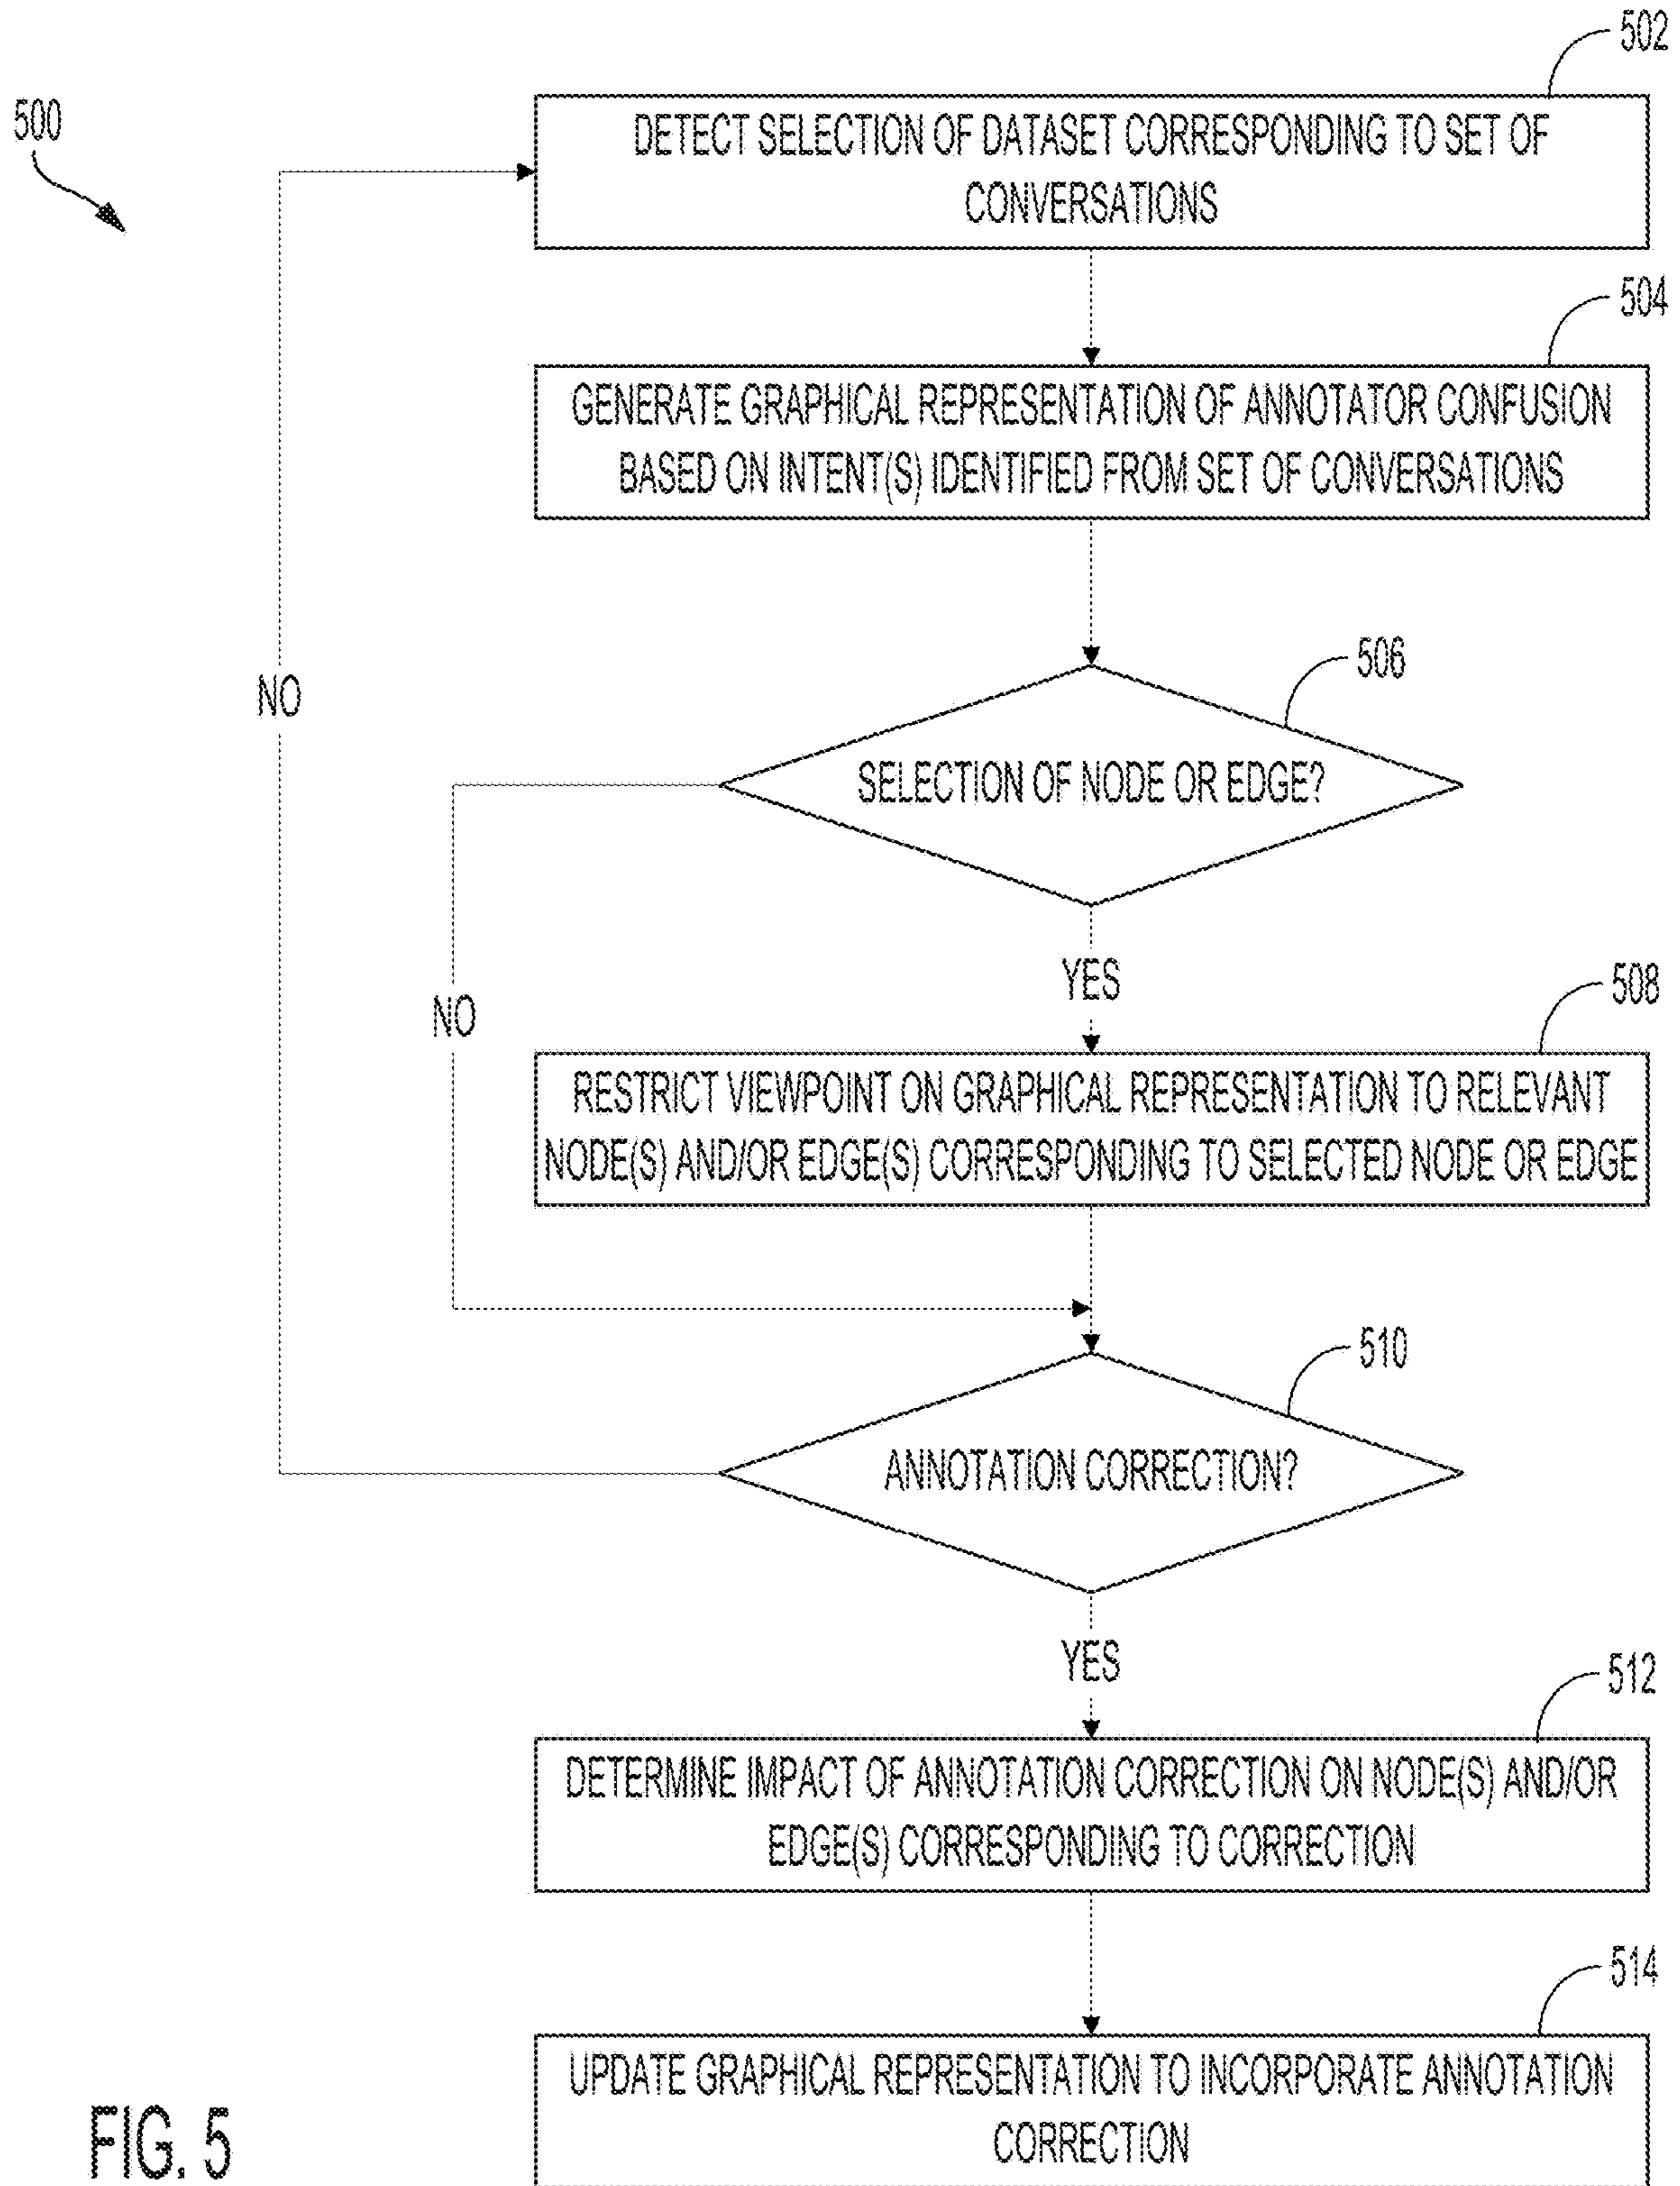 500
502
DETECT SELECTION OF DATASET CORRESPONDING TO SET OF
CONVERSATIONS
504
GENERATE GRAPHICAL REPRESENTATION OF ANNOTATOR CONFUSION
BASED ON INTENT(S) IDENTIFIED FROM SET OF CONVERSATIONS
506
SELECTION OF NODE OR EDGE?
NO
NO
YES
508
RESTRICT VIEWPOINT ON GRAPHICAL REPRESENTATION TO RELEVANT
NODE(S) AND/OR EDGE(S) CORRESPONDING TO SELECTED NODE OR EDGE
510
ANNOTATION CORRECTION?
YES
512
DETERMINE IMPACT OF ANNOTATION CORRECTION ON NODE(S) AND/OR
EDGE(S) CORRESPONDING TO CORRECTION
514
UPDATE GRAPHICAL REPRESENTATION TO INCORPORATE ANNOTATION
CORRECTION
FIG. 5